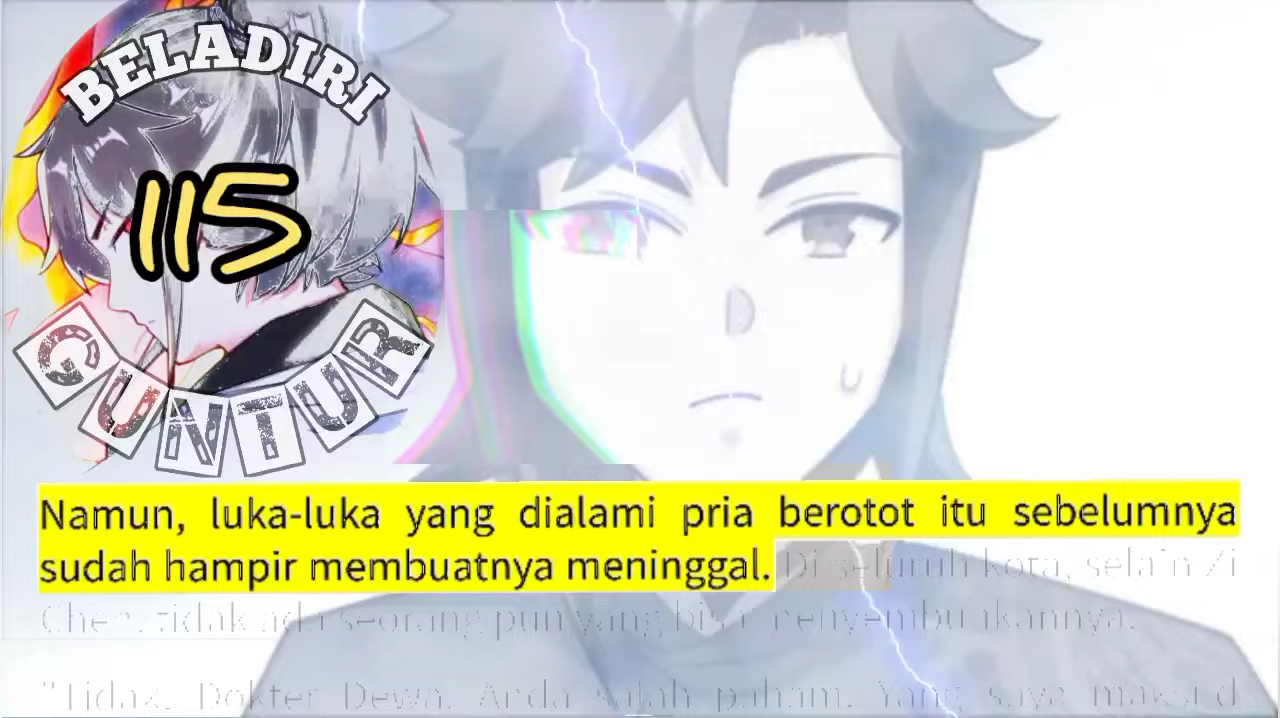 BELADIRI
115
GUNTUR
Namun, luka-luka yang dialami pria berotot itu sebelumnya
sudah hampir membuatnya meninggal. Di seluruh kota, selain Zi
Chen, tidak ada seorang pun yang bisa menyembuhkannya.
"Tidak, Dokter Dewa, Anda salah paham. Yang saya maksud